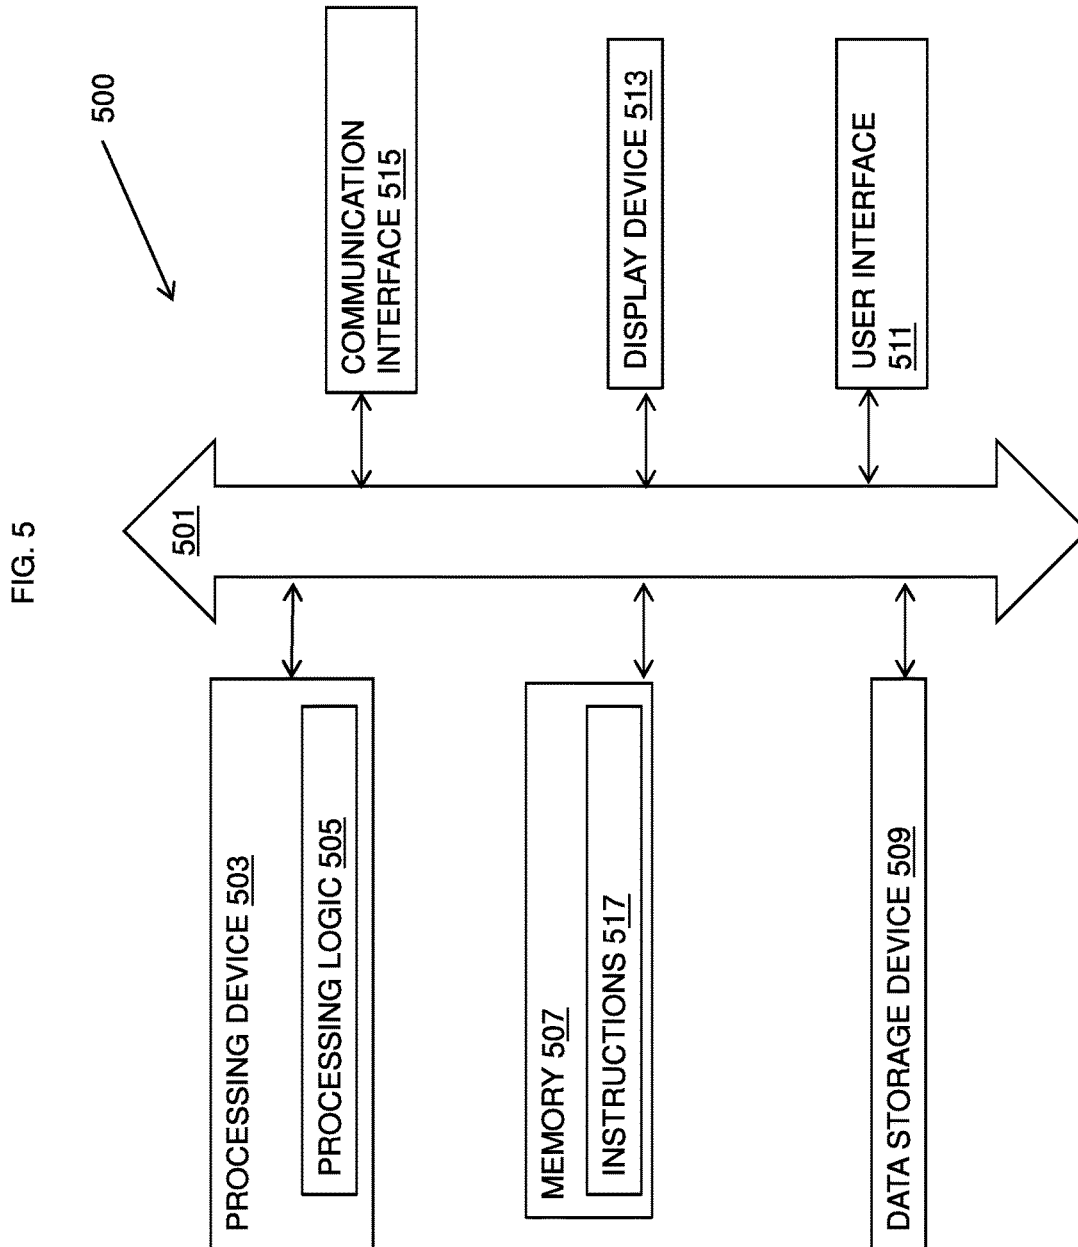 FIG. 5
500
501
PROCESSING DEVICE 503
PROCESSING LOGIC 505
MEMORY 507
INSTRUCTIONS 517
DATA STORAGE DEVICE 509
COMMUNICATION
INTERFACE 515
DISPLAY DEVICE 513
USER INTERFACE
511